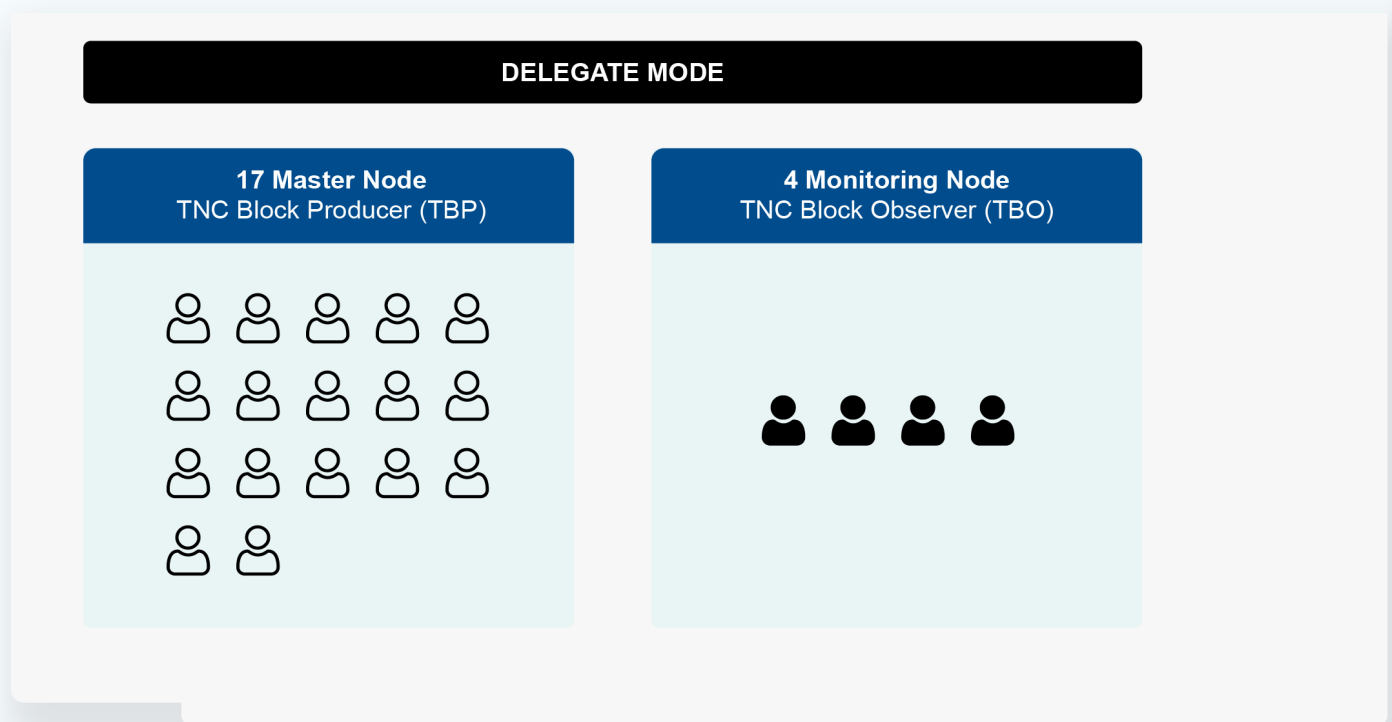 DELEGATE MODE
17 Master Node
TNC Block Producer (TBP)
4 Monitoring Node
TNC Block Observer (TBO)